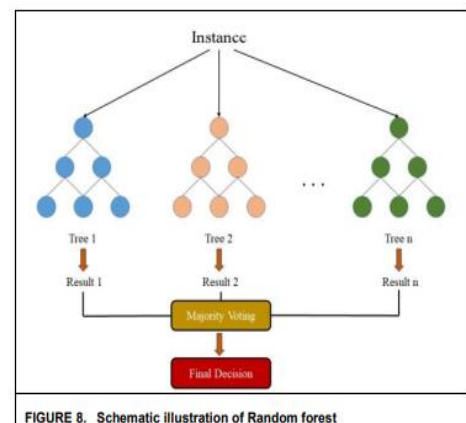 Instance
...
Tree 1 Tree 2 Tree n
Result 1 Result 2 Result n
Majority Voting
Final Decision
FIGURE 8. Schematic illustration of Random forest